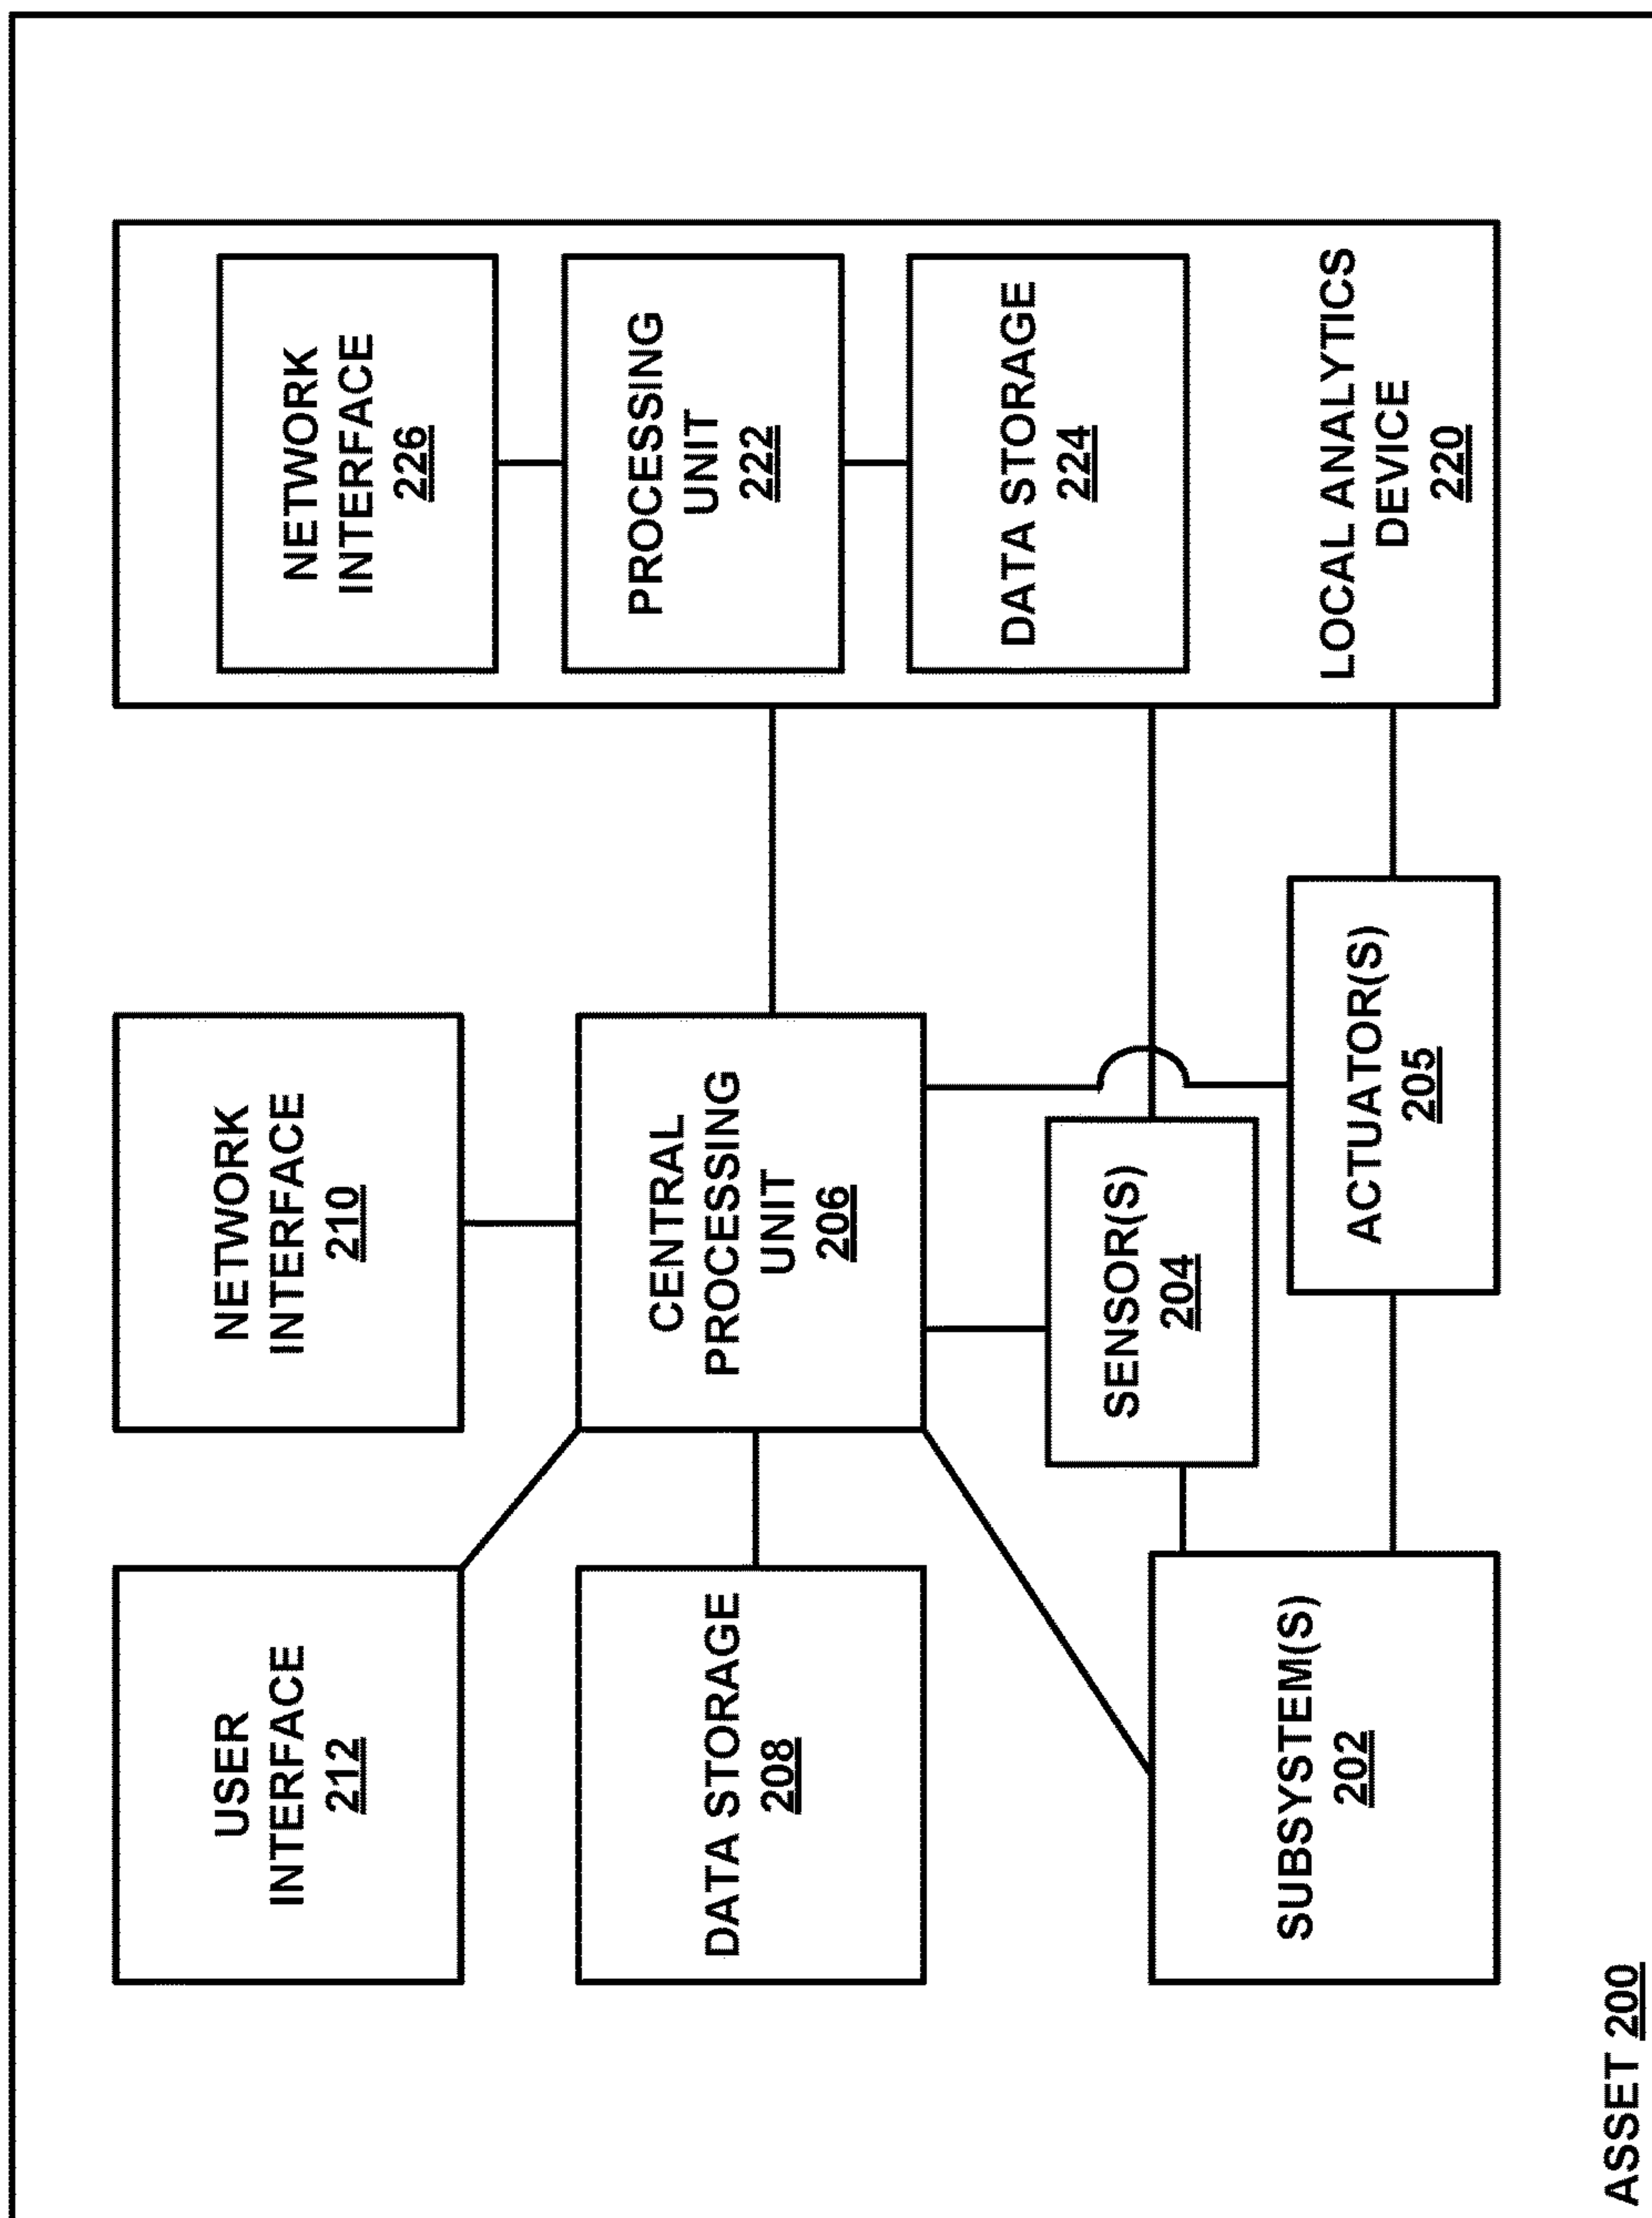 USER
INTERFACE
212
NETWORK
INTERFACE
210
NETWORK
INTERFACE
226
DATA STORAGE
208
CENTRAL
PROCESSING
UNIT
206
PROCESSING
UNIT
222
DATA STORAGE
224
SENSOR(S)
204
SUBSYSTEM(S)
202
ACTUATOR(S)
205
LOCAL ANALYTICS
DEVICE
220
ASSET 200